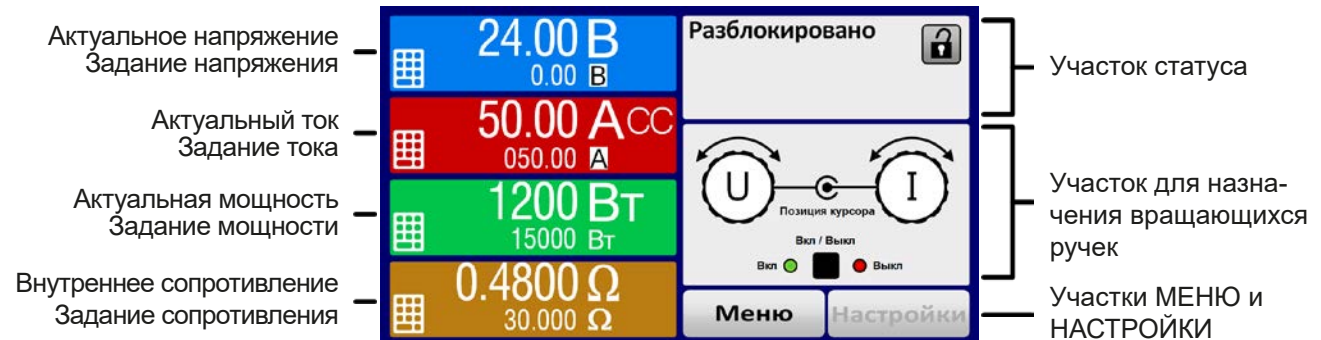 Актуальное напряжение
Задание напряжения
Актуальный ток
Задание тока
Актуальная мощность
Задание мощности
Внутреннее сопротивление
Задание сопротивления
24.00 В
0.00 В
50.00 А CC
050.00 А
1200 Вт
15000 Вт
0.4800 Ω
30.000 Ω
Разблокировано
U
I
Позиция курсора
Вкл / Выкл
Вкл
Выкл
Меню
Настройки
Участок статуса
Участок для назна-
чения вращающихся
ручек
Участки МЕНЮ и
НАСТРОЙКИ